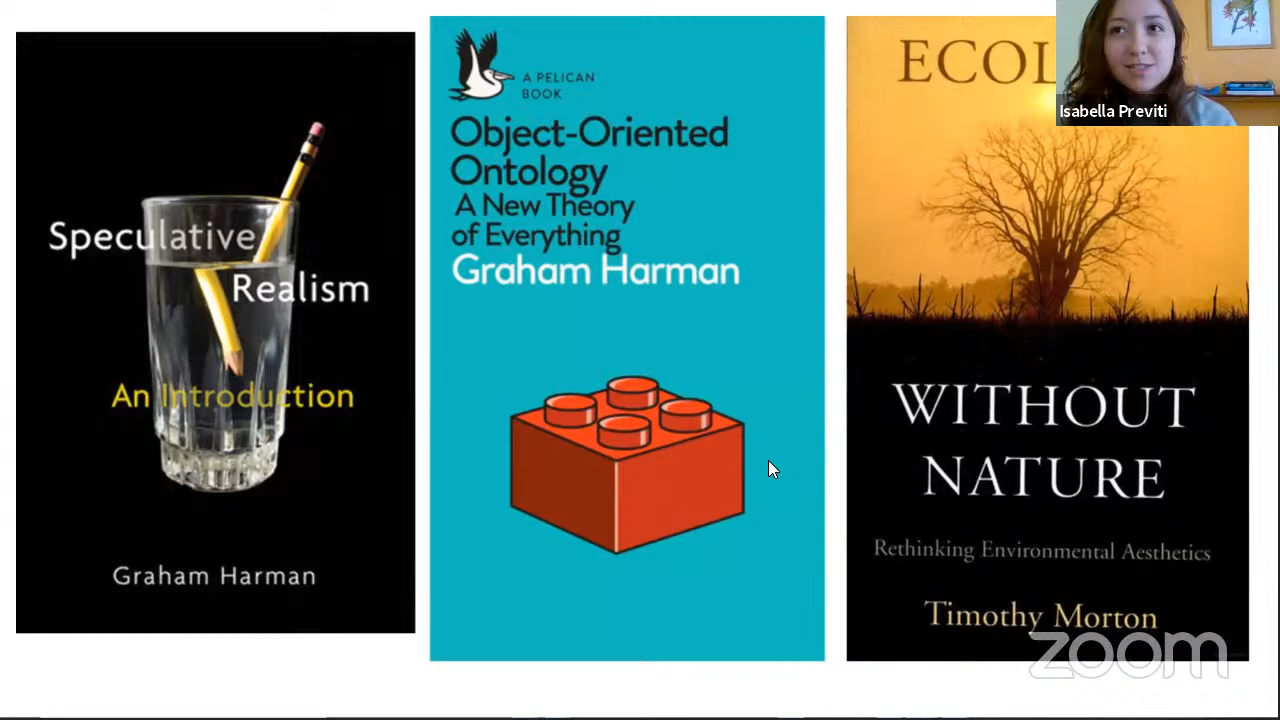 Speculative
Realism
An Introduction
Graham Harman
A PELICAN
BOOK
Object-Oriented
Ontology
A New Theory
of Everything
Graham Harman
ECOL
WITHOUT
NATURE
Rethinking Environmental Aesthetics
Timothy Morton
Isabella Previti
zoom